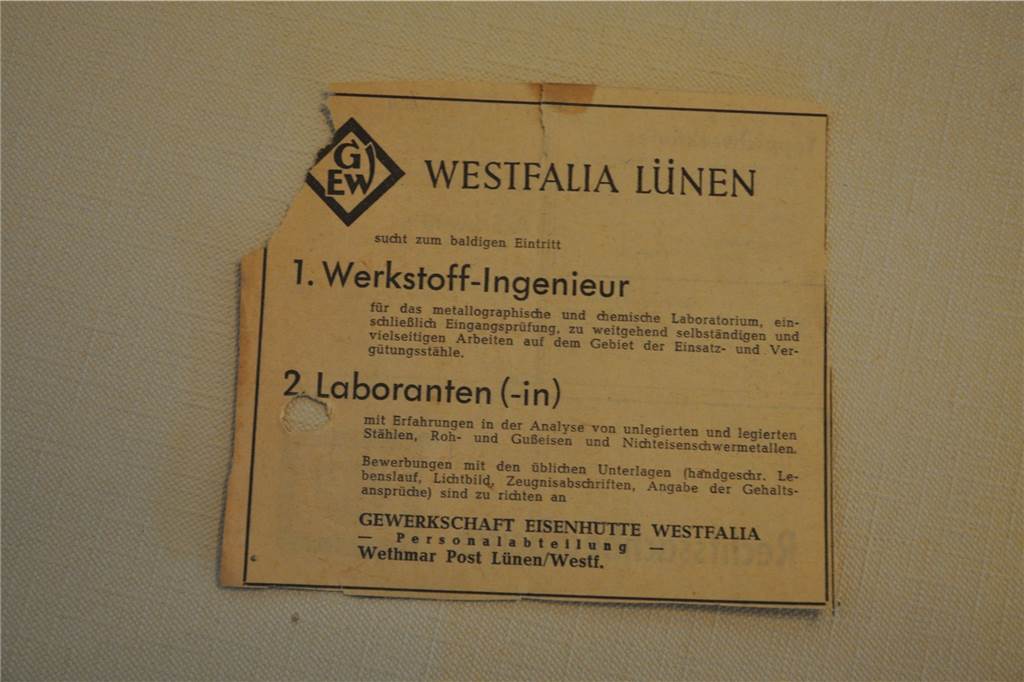 GEW
WESTFALIA LÜNEN
sucht zum baldigen Eintritt
1. Werkstoff-Ingenieur
für das metallographische und chemische Laboratorium, ein-
schließlich Eingangsprüfung, zu weitgehend selbständigen und
vielseitigen Arbeiten auf dem Gebiet der Einsatz- und Ver-
gütungsstähle.
2. Laboranten (-in)
mit Erfahrungen in der Analyse von unlegierten und legierten
Stählen, Roh- und Gußeisen und Nichteisenschwermetallen.
Bewerbungen mit den üblichen Unterlagen (handgeschr. Le-
benslauf, Lichtbild, Zeugnisabschriften, Angabe der Gehalts-
ansprüche) sind zu richten an
GEWERKSCHAFT EISENHÜTTE WESTFALIA
— Personalabteilung —
Wethmar Post Lünen/Westf.